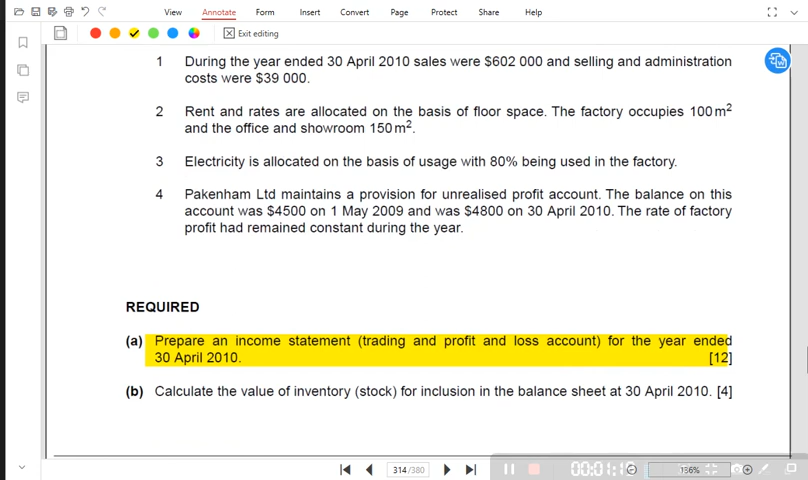 View Annotate Form Insert Convert Page Protect Share Help
Exit editing
1 During the year ended 30 April 2010 sales were $602 000 and selling and administration
costs were $39 000.
2 Rent and rates are allocated on the basis of floor space. The factory occupies 100 m2
and the office and showroom 150 m2.
3 Electricity is allocated on the basis of usage with 80% being used in the factory.
4 Pakenham Ltd maintains a provision for unrealised profit account. The balance on this
account was $4500 on 1 May 2009 and was $4800 on 30 April 2010. The rate of factory
profit had remained constant during the year.
REQUIRED
(a) Prepare an income statement (trading and profit and loss account) for the year ended
30 April 2010. [12]
(b) Calculate the value of inventory (stock) for inclusion in the balance sheet at 30 April 2010. [4]
314 /380